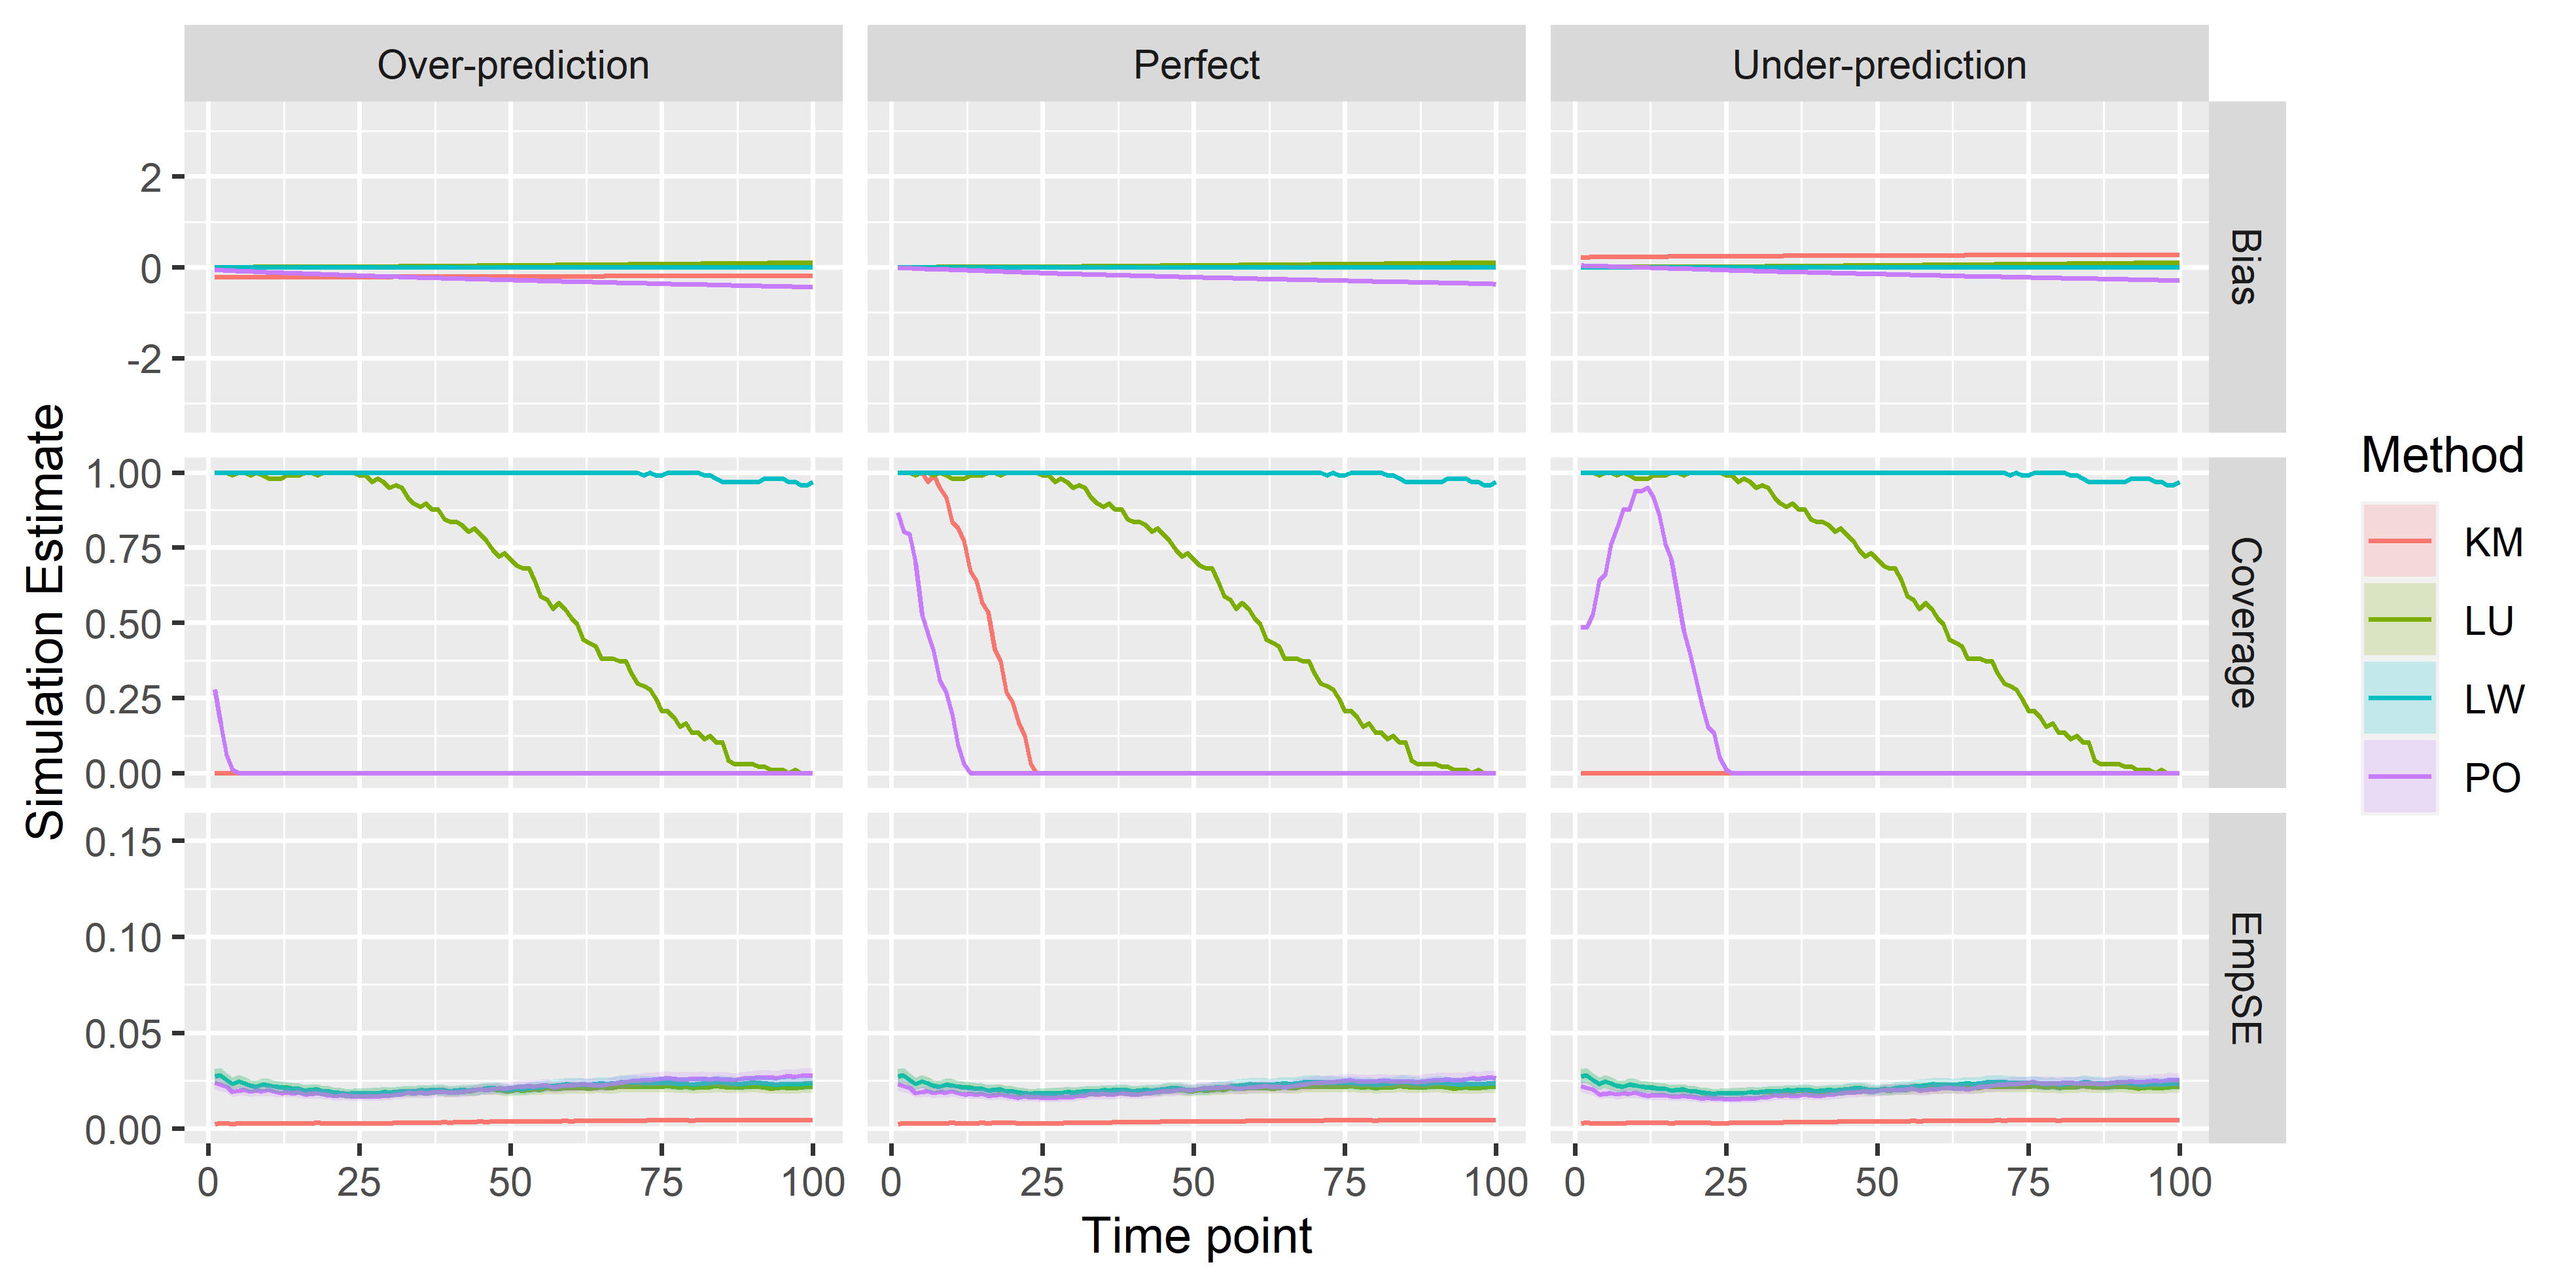 Over-prediction
Perfect
Under-prediction
2
0
-2
Bias
1.00
0.75
0.50
0.25
0.00
Coverage
0.15
0.10
0.05
0.00
EmpSE
0 25 50 75 100
0 25 50 75 100
0 25 50 75 100
Time point
Simulation Estimate
Method
KM
LU
LW
PO